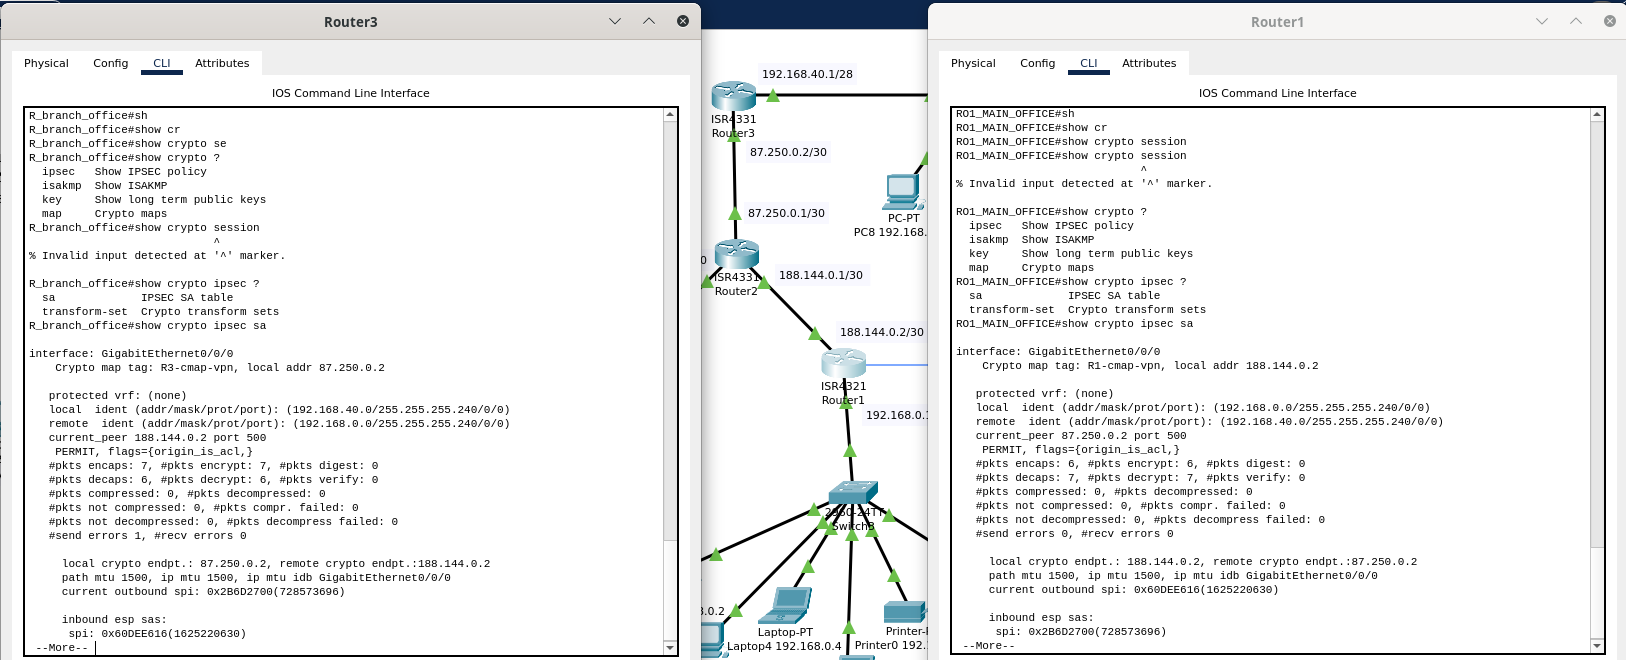 Router3
Physical
Config
CLI
Attributes
IOS Command Line Interface
R_branch_office#sh
R_branch_office#show cr
R_branch_office#show crypto se
R_branch_office#show crypto ?
ipsec Show IPSEC policy
isakmp Show ISAKMP
key Show long term public keys
map Crypto maps
R_branch_office#show crypto session
^
% Invalid input detected at '^' marker.
R_branch_office#show crypto ipsec ?
sa IPSEC SA table
transform-set Crypto transform sets
R_branch_office#show crypto ipsec sa
interface: GigabitEthernet0/0/0
Crypto map tag: R3-cmap-vpn, local addr 87.250.0.2
protected vrf: (none)
local ident (addr/mask/prot/port): (192.168.40.0/255.255.255.240/0/0)
remote ident (addr/mask/prot/port): (192.168.0.0/255.255.255.240/0/0)
current_peer 188.144.0.2 port 500
PERMIT, flags={origin_is_acl,}
#pkts encaps: 7, #pkts encrypt: 7, #pkts digest: 0
#pkts decaps: 6, #pkts decrypt: 6, #pkts verify: 0
#pkts compressed: 0, #pkts decompressed: 0
#pkts not compressed: 0, #pkts compr. failed: 0
#pkts not decompressed: 0, #pkts decompress failed: 0
#send errors 1, #recv errors 0
local crypto endpt.: 87.250.0.2, remote crypto endpt.:188.144.0.2
path mtu 1500, ip mtu 1500, ip mtu idb GigabitEthernet0/0/0
current outbound spi: 0x2B6D2700(728573696)
inbound esp sas:
spi: 0x60DEE616(1625220630)
--More--
192.168.40.1/28
ISR4331
Router3
87.250.0.2/30
PC-PT
PC8 192.168.
87.250.0.1/30
0
ISR4331
Router2
188.144.0.1/30
188.144.0.2/30
ISR4321
Router1
192.168.0.1
2950-24TT
Switch3
3.0.2
Laptop-PT
Laptop4 192.168.0.4
Printer-
Printer0 192.
Router1
Physical
Config
CLI
Attributes
IOS Command Line Interface
RO1_MAIN_OFFICE#sh
RO1_MAIN_OFFICE#show cr
RO1_MAIN_OFFICE#show crypto session
RO1_MAIN_OFFICE#show crypto session
^
% Invalid input detected at '^' marker.
RO1_MAIN_OFFICE#show crypto ?
ipsec Show IPSEC policy
isakmp Show ISAKMP
key Show long term public keys
map Crypto maps
RO1_MAIN_OFFICE#show crypto ipsec ?
sa IPSEC SA table
transform-set Crypto transform sets
RO1_MAIN_OFFICE#show crypto ipsec sa
interface: GigabitEthernet0/0/0
Crypto map tag: R1-cmap-vpn, local addr 188.144.0.2
protected vrf: (none)
local ident (addr/mask/prot/port): (192.168.0.0/255.255.255.240/0/0)
remote ident (addr/mask/prot/port): (192.168.40.0/255.255.255.240/0/0)
current_peer 87.250.0.2 port 500
PERMIT, flags={origin_is_acl,}
#pkts encaps: 6, #pkts encrypt: 6, #pkts digest: 0
#pkts decaps: 7, #pkts decrypt: 7, #pkts verify: 0
#pkts compressed: 0, #pkts decompressed: 0
#pkts not compressed: 0, #pkts compr. failed: 0
#pkts not decompressed: 0, #pkts decompress failed: 0
#send errors 0, #recv errors 0
local crypto endpt.: 188.144.0.2, remote crypto endpt.:87.250.0.2
path mtu 1500, ip mtu 1500, ip mtu idb GigabitEthernet0/0/0
current outbound spi: 0x60DEE616(1625220630)
inbound esp sas:
spi: 0x2B6D2700(728573696)
--More--